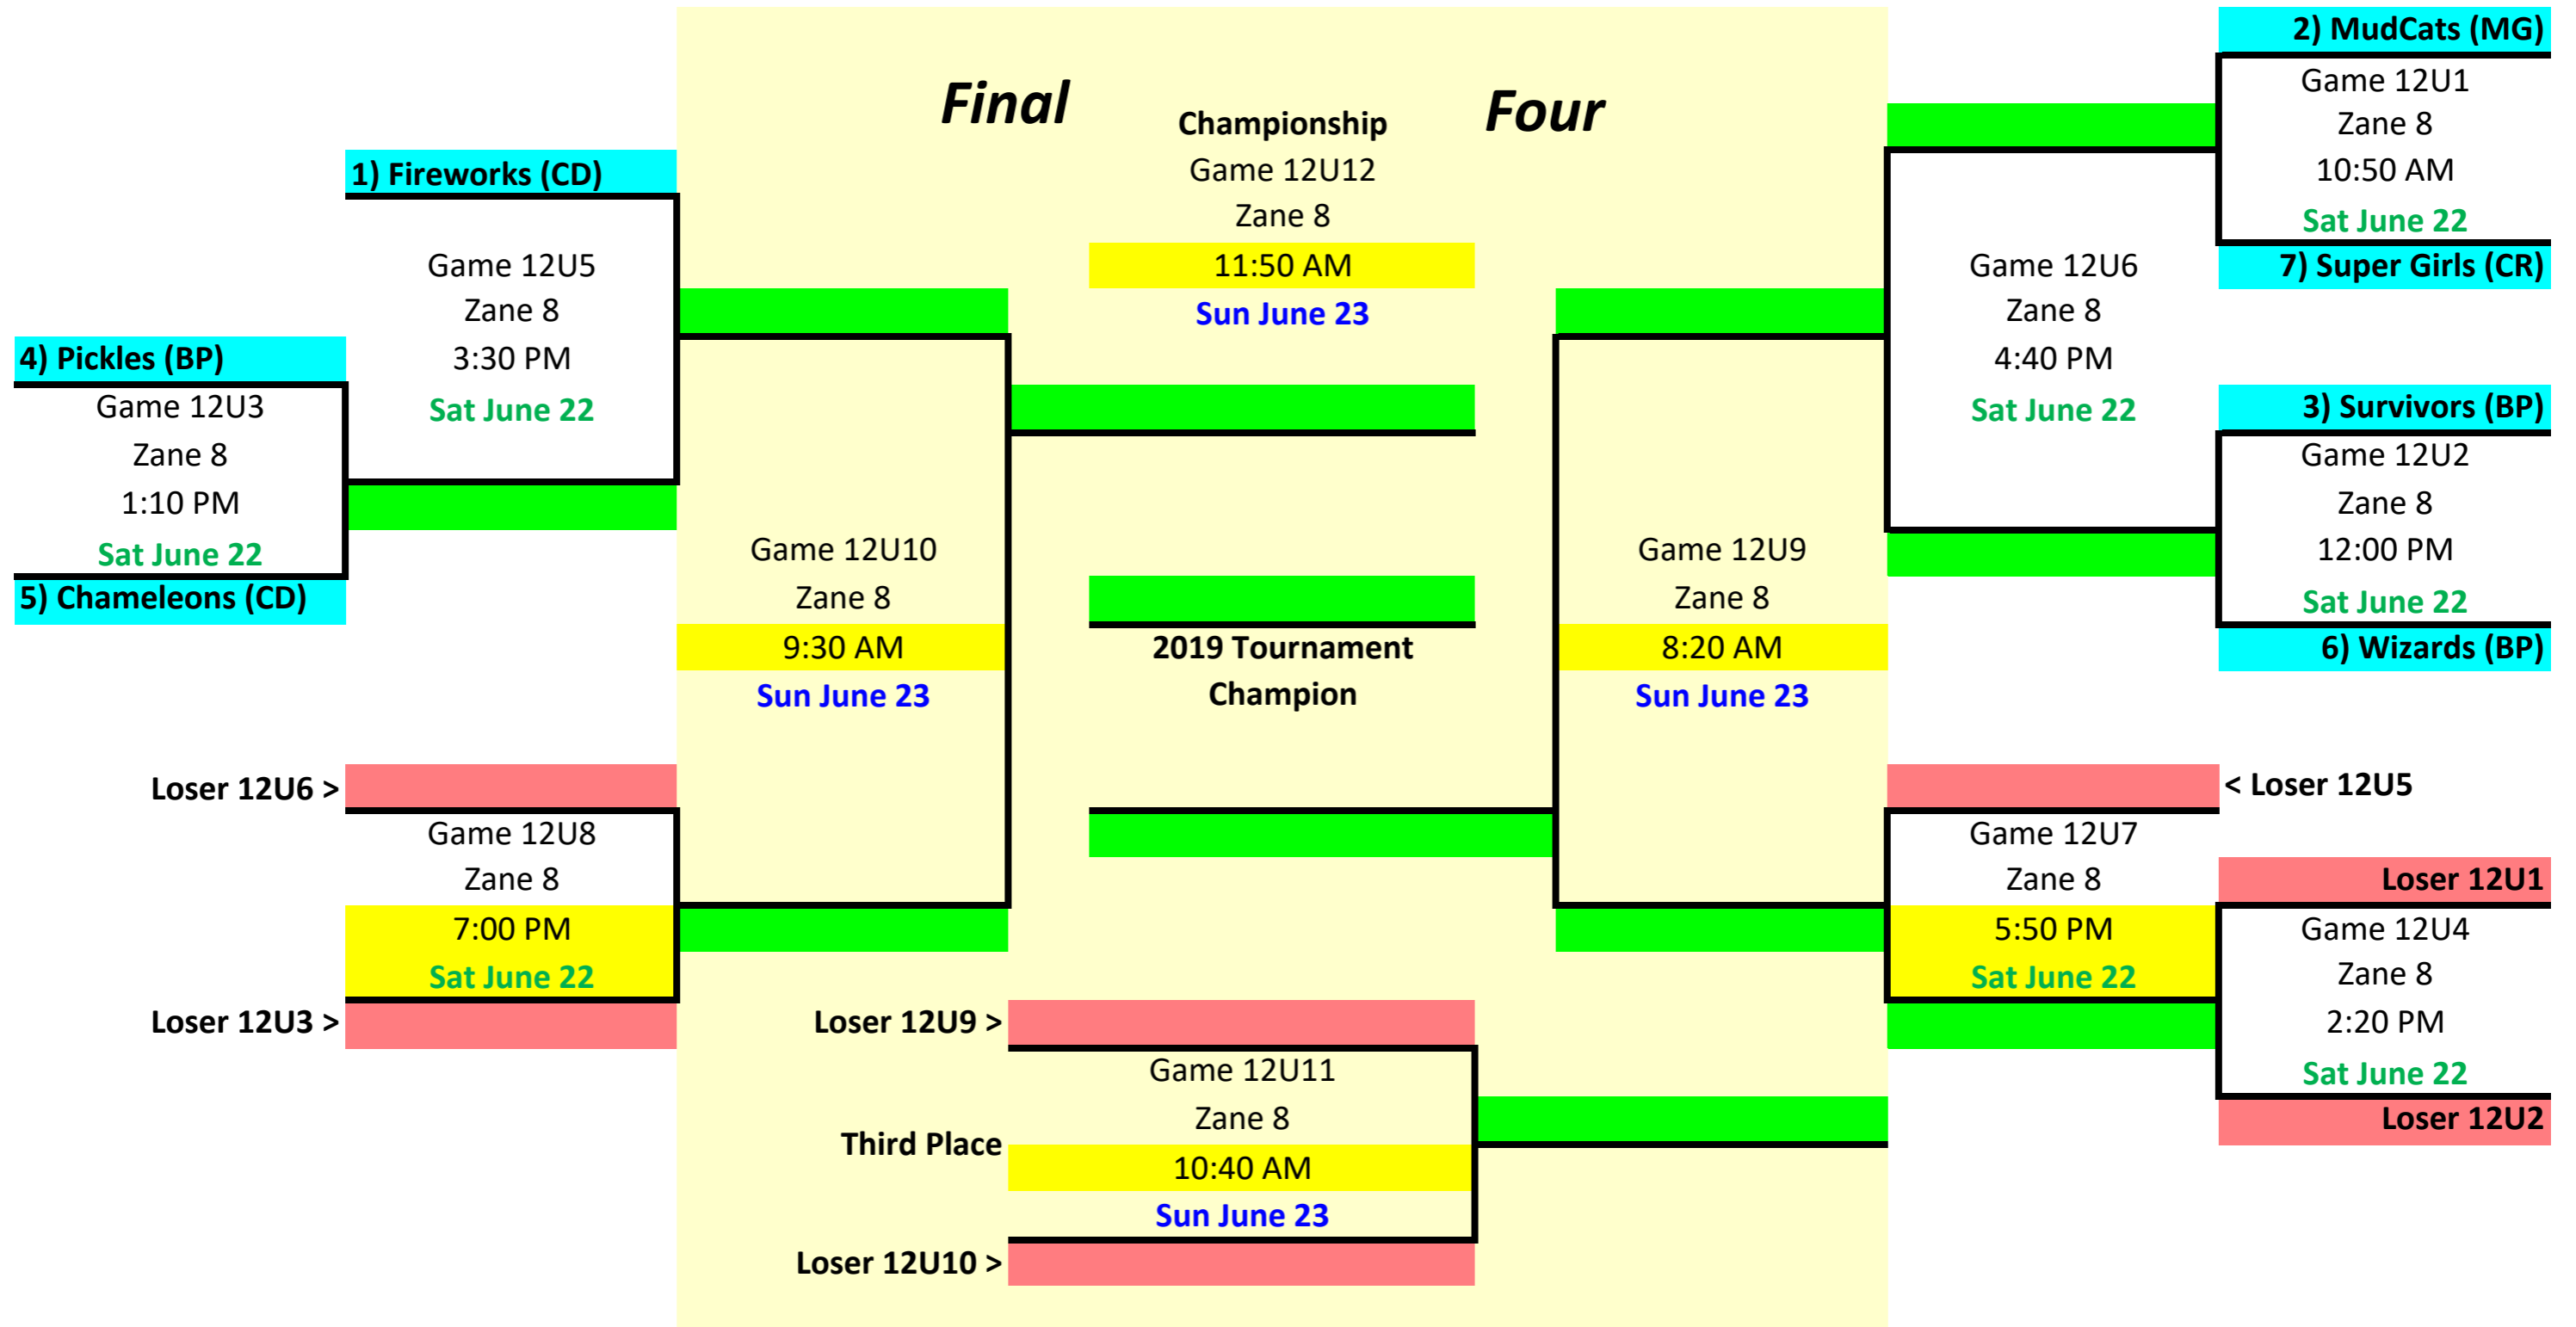 Final Four
Championship
Game 12U12
Zane 8
11:50 AM
Sun June 23
1) Fireworks (CD)
Game 12U5
Zane 8
3:30 PM
Sat June 22
4) Pickles (BP)
Game 12U3
Zane 8
1:10 PM
Sat June 22
5) Chameleons (CD)
Game 12U10
Zane 8
9:30 AM
Sun June 23
Loser 12U6 >
Game 12U8
Zane 8
7:00 PM
Sat June 22
Loser 12U3 >
2019 Tournament
Champion
Loser 12U9 >
Game 12U11
Zane 8
Third Place
10:40 AM
Sun June 23
Loser 12U10 >
Game 12U9
Zane 8
8:20 AM
Sun June 23
2) MudCats (MG)
Game 12U1
Zane 8
10:50 AM
Sat June 22
7) Super Girls (CR)
Game 12U6
Zane 8
4:40 PM
Sat June 22
3) Survivors (BP)
Game 12U2
Zane 8
12:00 PM
Sat June 22
6) Wizards (BP)
< Loser 12U5
Game 12U7
Zane 8
5:50 PM
Sat June 22
Loser 12U1
Game 12U4
Zane 8
2:20 PM
Sat June 22
Loser 12U2